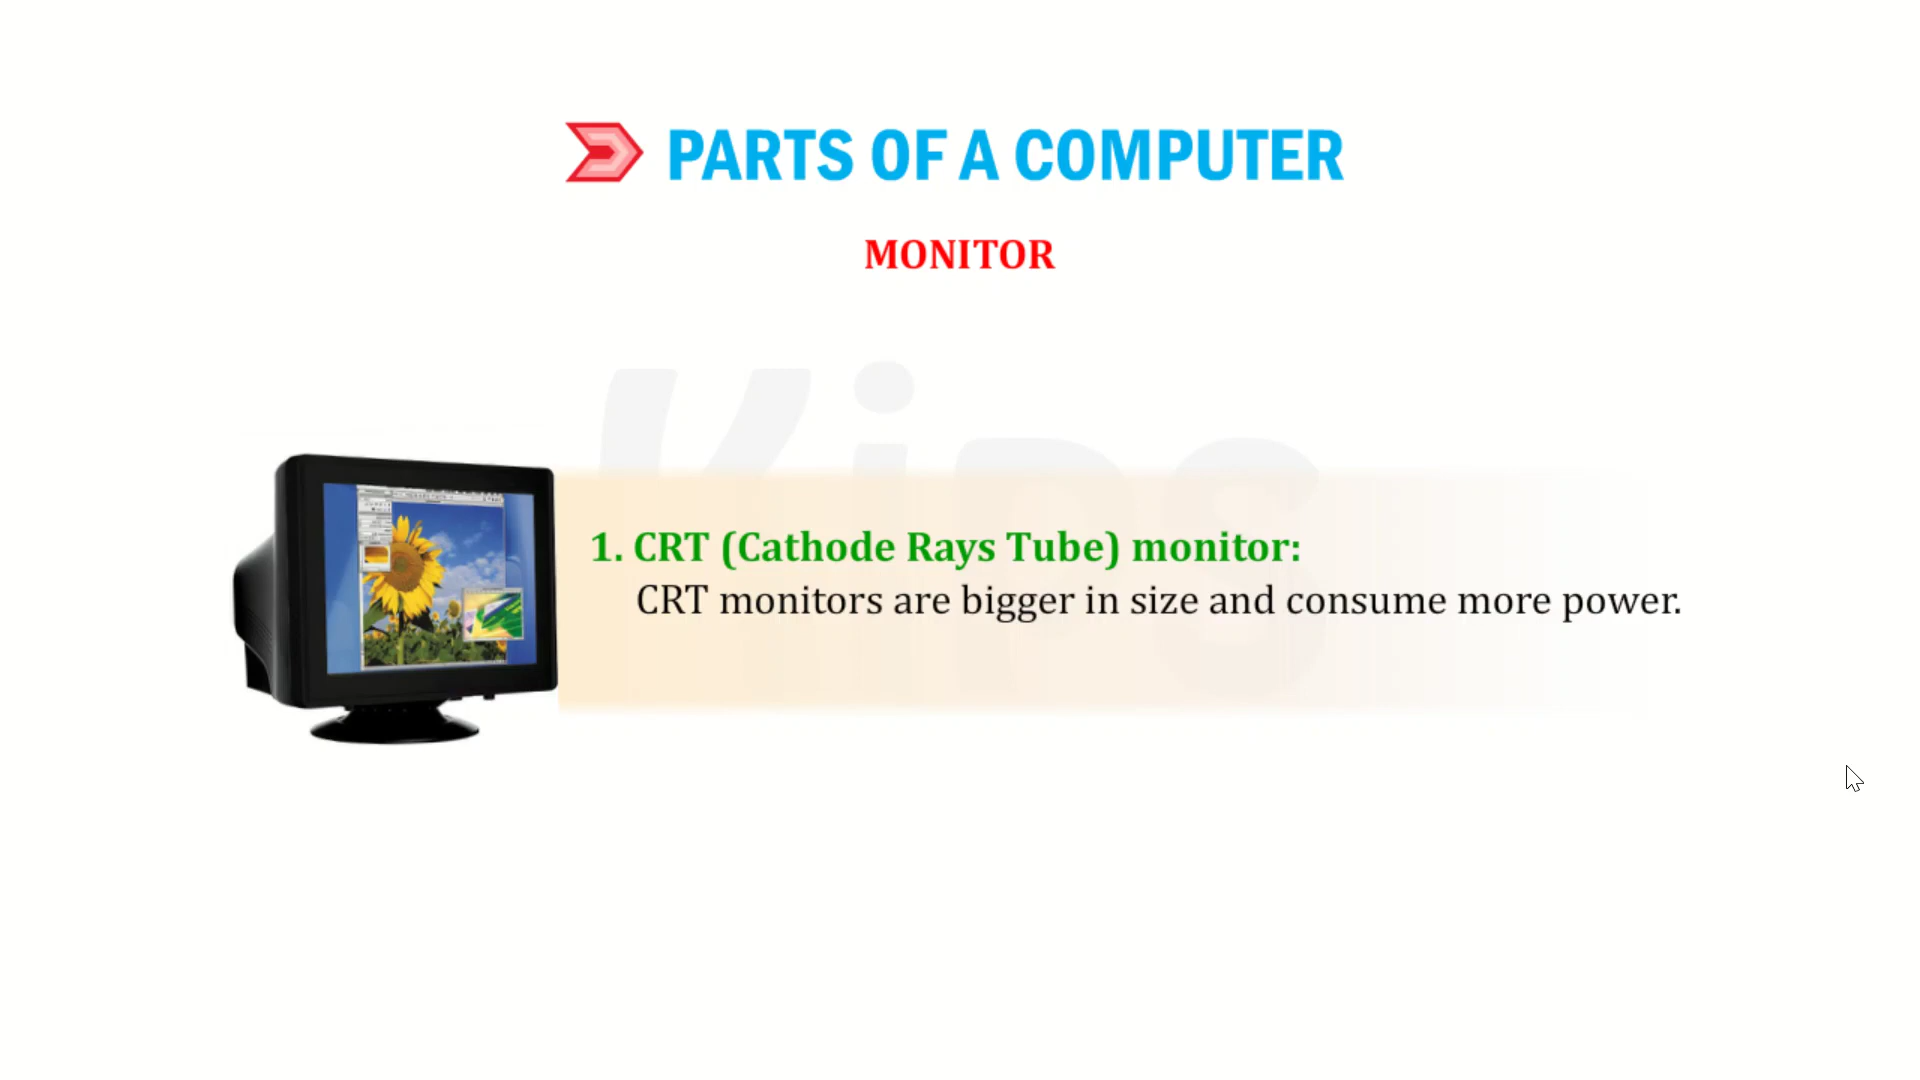 PARTS OF A COMPUTER
MONITOR
Kips
1. CRT (Cathode Rays Tube) monitor:
CRT monitors are bigger in size and consume more power.